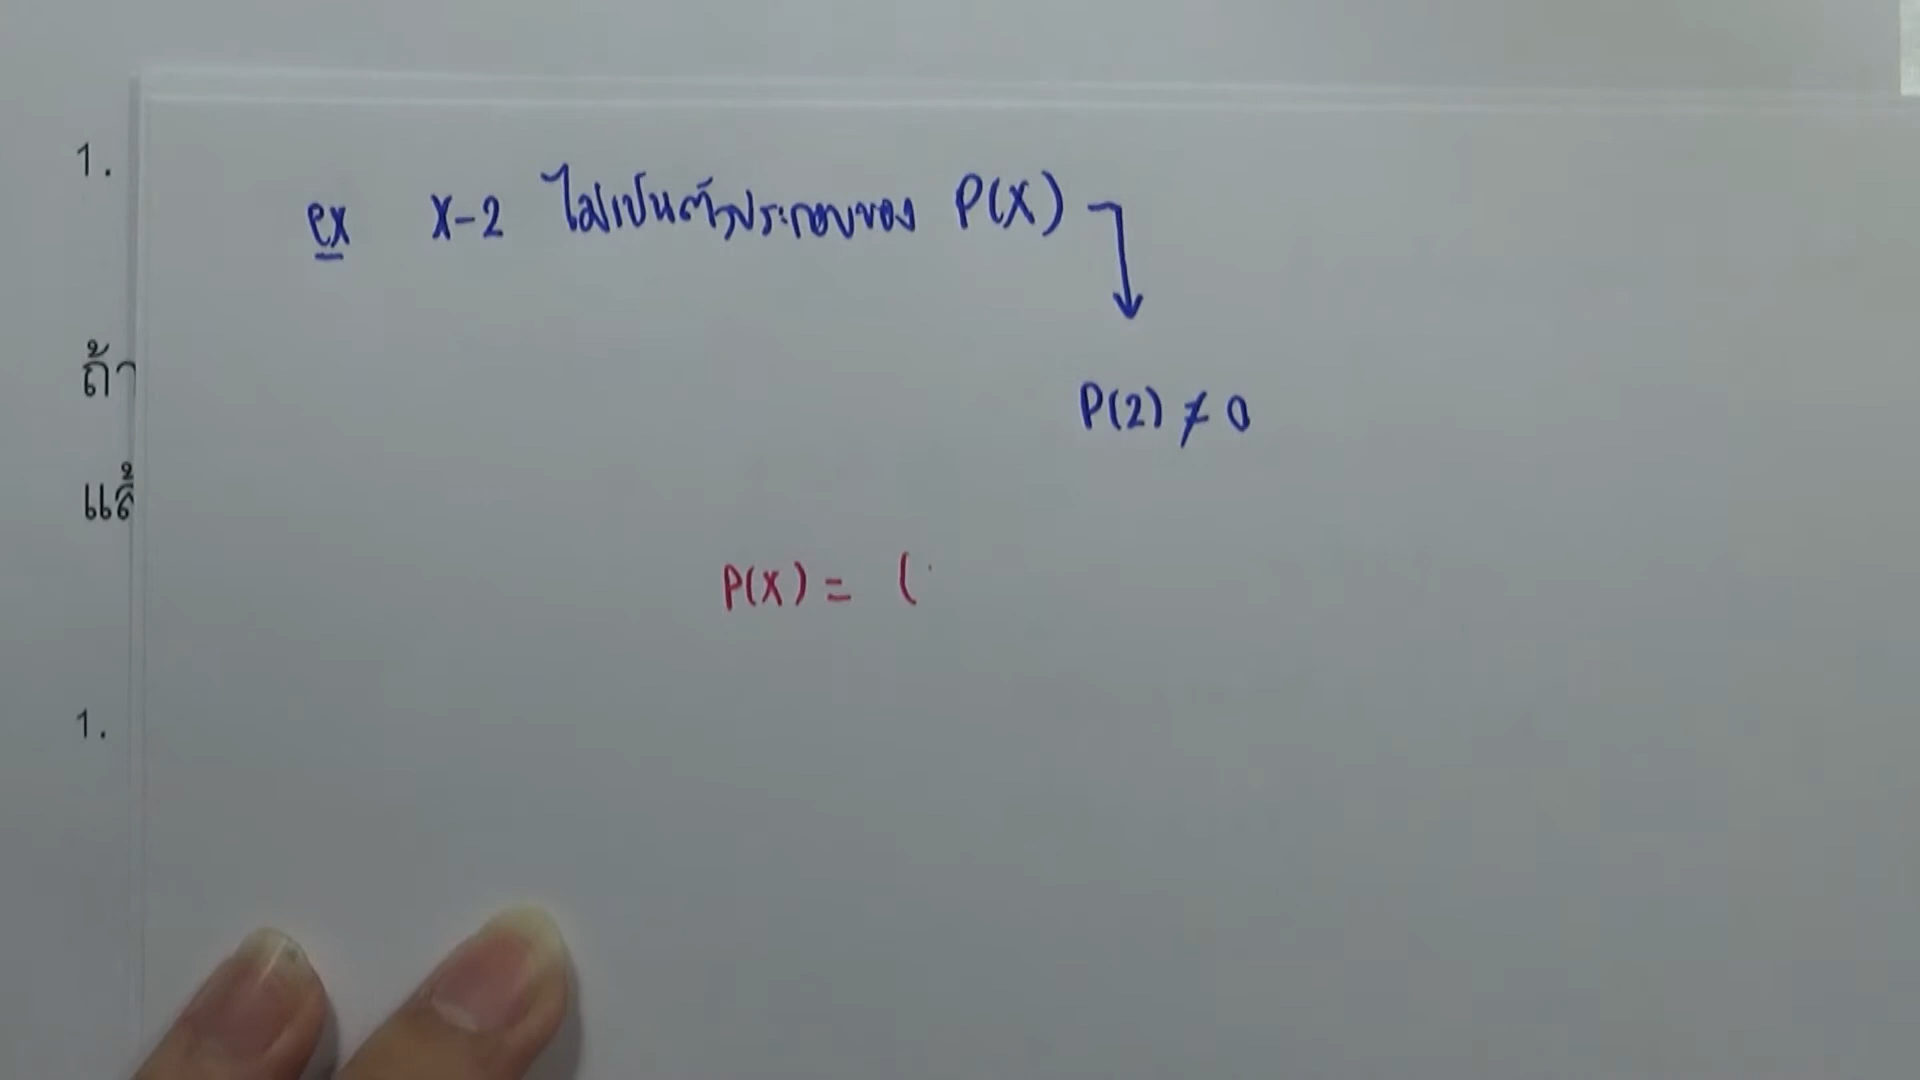 1.
ex x-2 ไม่เป็นตัวประกอบของ P(x)
ถ้า
P(2) ≠ 0
แล้
P(x) = (
1.